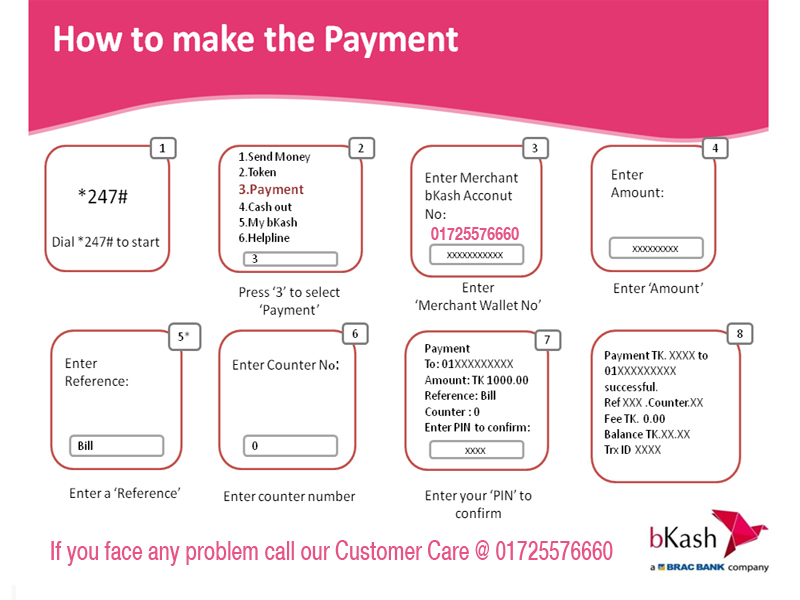 How to make the Payment
1
*247#
Dial *247# to start
2
1.Send Money
2.Token
3.Payment
4.Cash out
5.My bKash
6.Helpline
3
Press ‘3’ to select
‘Payment’
3
Enter Merchant
bKash Acconut
No:
01725576660
xxxxxxxxxxx
Enter
‘Merchant Wallet No’
4
Enter
Amount:
xxxxxxxxx
Enter ‘Amount’
5*
Enter
Reference:
Bill
Enter a ‘Reference’
6
Enter Counter No:
0
Enter counter number
7
Payment
To: 01XXXXXXXXX
Amount: TK 1000.00
Reference: Bill
Counter : 0
Enter PIN to confirm:
xxxx
Enter your ‘PIN’ to
confirm
8
Payment TK. XXXX to
01XXXXXXXXX
successful.
Ref XXX .Counter.XX
Fee TK. 0.00
Balance TK.XX.XX
Trx ID XXXX
If you face any problem call our Customer Care @ 01725576660
bKash
a BRAC BANK company